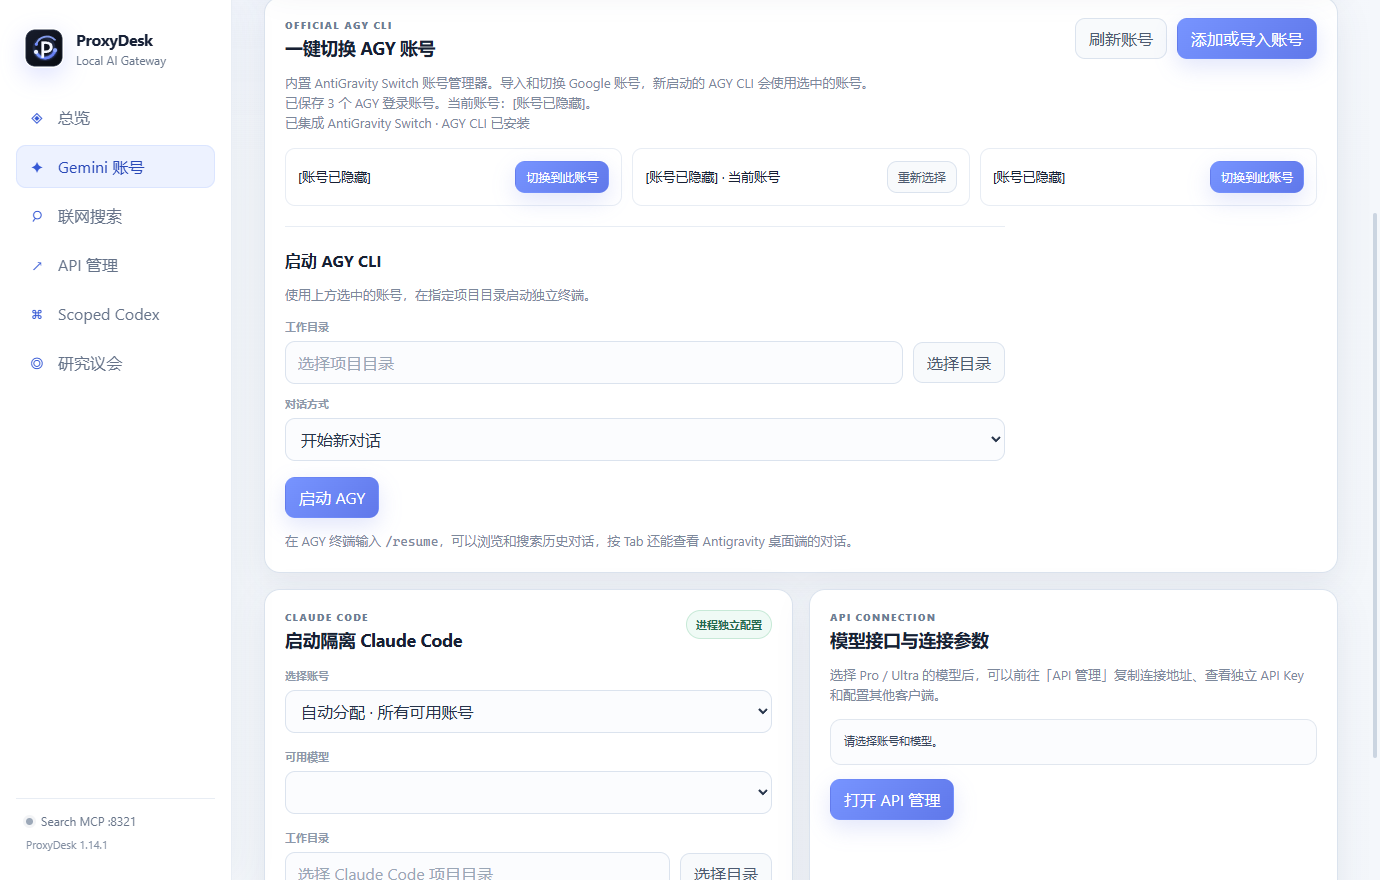 ProxyDesk
Local AI Gateway
总览
Gemini 账号
联网搜索
API 管理
Scoped Codex
研究议会
Search MCP :8321
ProxyDesk 1.14.1
OFFICIAL AGY CLI
一键切换 AGY 账号
刷新账号
添加或导入账号
内置 AntiGravity Switch 账号管理器。导入和切换 Google 账号，新启动的 AGY CLI 会使用选中的账号。
已保存 3 个 AGY 登录账号。当前账号：[账号已隐藏]。
已集成 AntiGravity Switch · AGY CLI 已安装
[账号已隐藏]
切换到此账号
[账号已隐藏] · 当前账号
重新选择
[账号已隐藏]
切换到此账号
启动 AGY CLI
使用上方选中的账号，在指定项目目录启动独立终端。
工作目录
选择项目目录
选择目录
对话方式
开始新对话
启动 AGY
在 AGY 终端输入 /resume，可以浏览和搜索历史对话，按 Tab 还能查看 Antigravity 桌面端的对话。
CLAUDE CODE
启动隔离 Claude Code
进程独立配置
选择账号
自动分配 · 所有可用账号
可用模型
工作目录
选择 Claude Code 项目目录
选择目录
API CONNECTION
模型接口与连接参数
选择 Pro / Ultra 的模型后，可以前往「API 管理」复制连接地址、查看独立 API Key
和配置其他客户端。
请选择账号和模型。
打开 API 管理